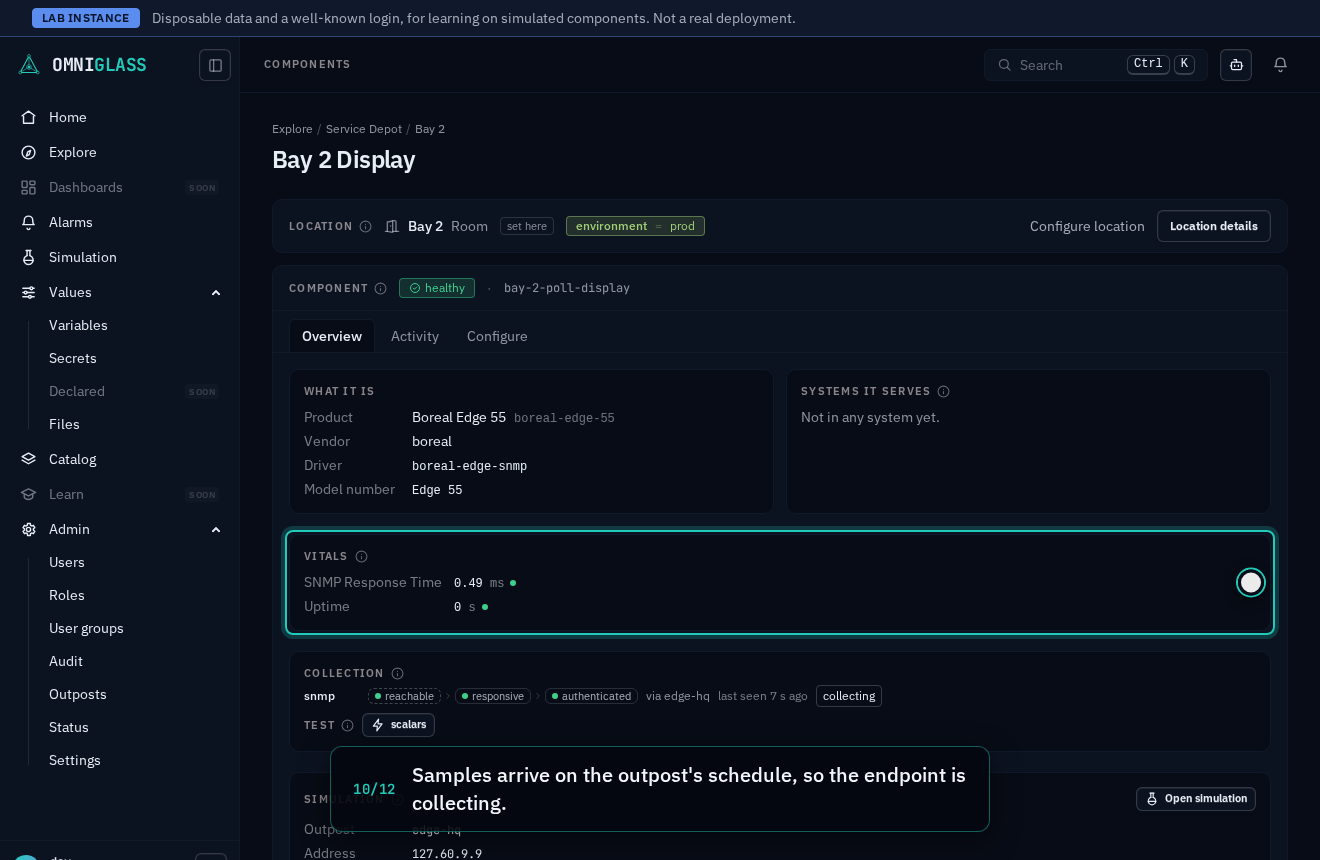 LAB INSTANCE Disposable data and a well-known login, for learning on simulated components. Not a real deployment.
OMNIGLASS
COMPONENTS
Search Ctrl K
Home
Explore
Dashboards SOON
Alarms
Simulation
Values
Variables
Secrets
Declared SOON
Files
Catalog
Learn SOON
Admin
Users
Roles
User groups
Audit
Outposts
Status
Settings
Explore / Service Depot / Bay 2
Bay 2 Display
LOCATION Bay 2 Room set here environment = prod Configure location Location details
COMPONENT healthy · bay-2-poll-display
Overview Activity Configure
WHAT IT IS
Product Boreal Edge 55 boreal-edge-55
Vendor boreal
Driver boreal-edge-snmp
Model number Edge 55
SYSTEMS IT SERVES
Not in any system yet.
VITALS
SNMP Response Time 0.49 ms
Uptime 0 s
COLLECTION
snmp reachable › responsive › authenticated via edge-hq last seen 7 s ago collecting
TEST scalars
10/12 Samples arrive on the outpost's schedule, so the endpoint is
collecting.
SIMULATION Open simulation
Outpost edge-hq
Address 127.60.9.9